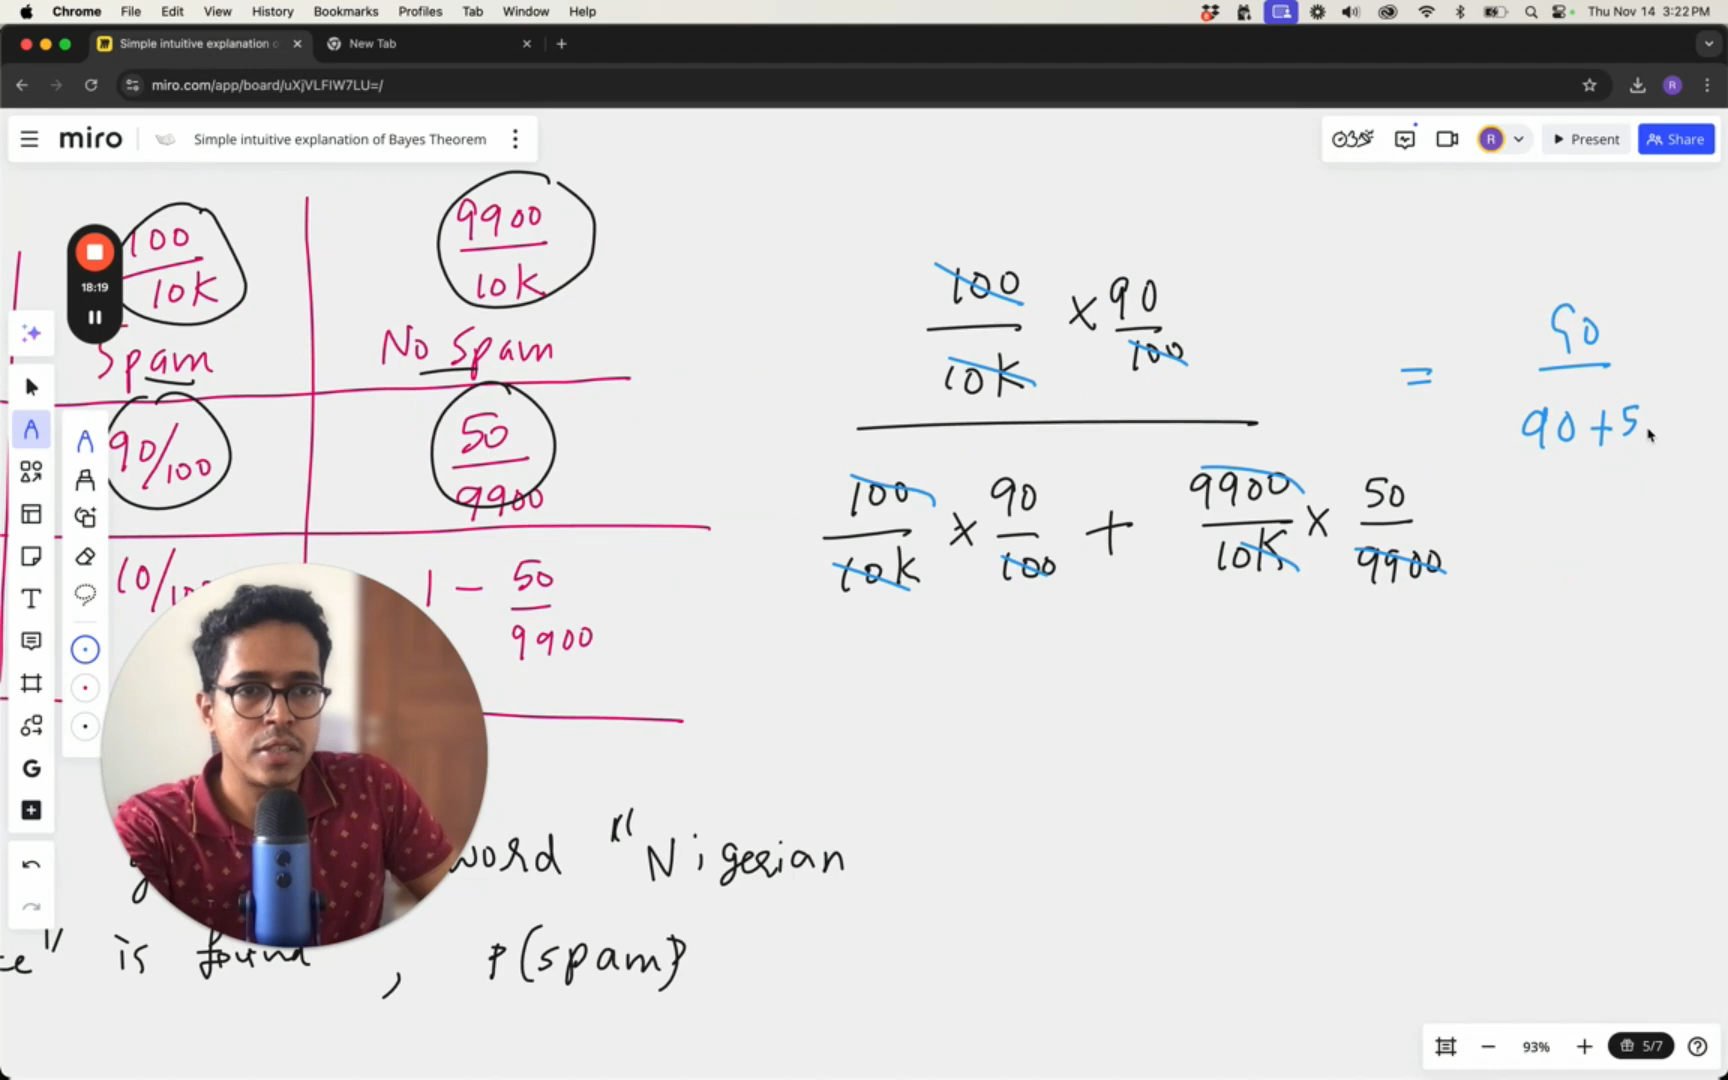 Chrome File Edit View History Bookmarks Profiles Tab Window Help Thu Nov 14 3:22 PM
Simple intuitive explanation o New Tab
miro.com/app/board/uXjVLFIW7LU=/
miro Simple intuitive explanation of Bayes Theorem R Present Share
100
10K
Spam
9900
10K
No Spam
90/100
50
9900
1 - 50
9900
18:19
100
10K
× 90
100
100
10K
× 90
100
+
9900
10K
× 50
9900
=
90
90+5
word "Nigerian
is found, P(spam)
93% 5/7